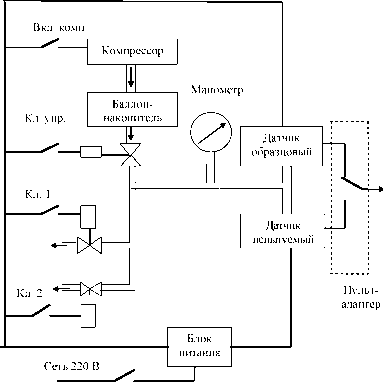 Вкл. комп
Компрессор
Баллон-
накопитель
Манометр
Кл. упр.
Датчик
образцовый
Кл. 1
Датчик
испытуемый
Кл. 2
Пульт-
адаптер
Блок
питания
Сеть 220 В